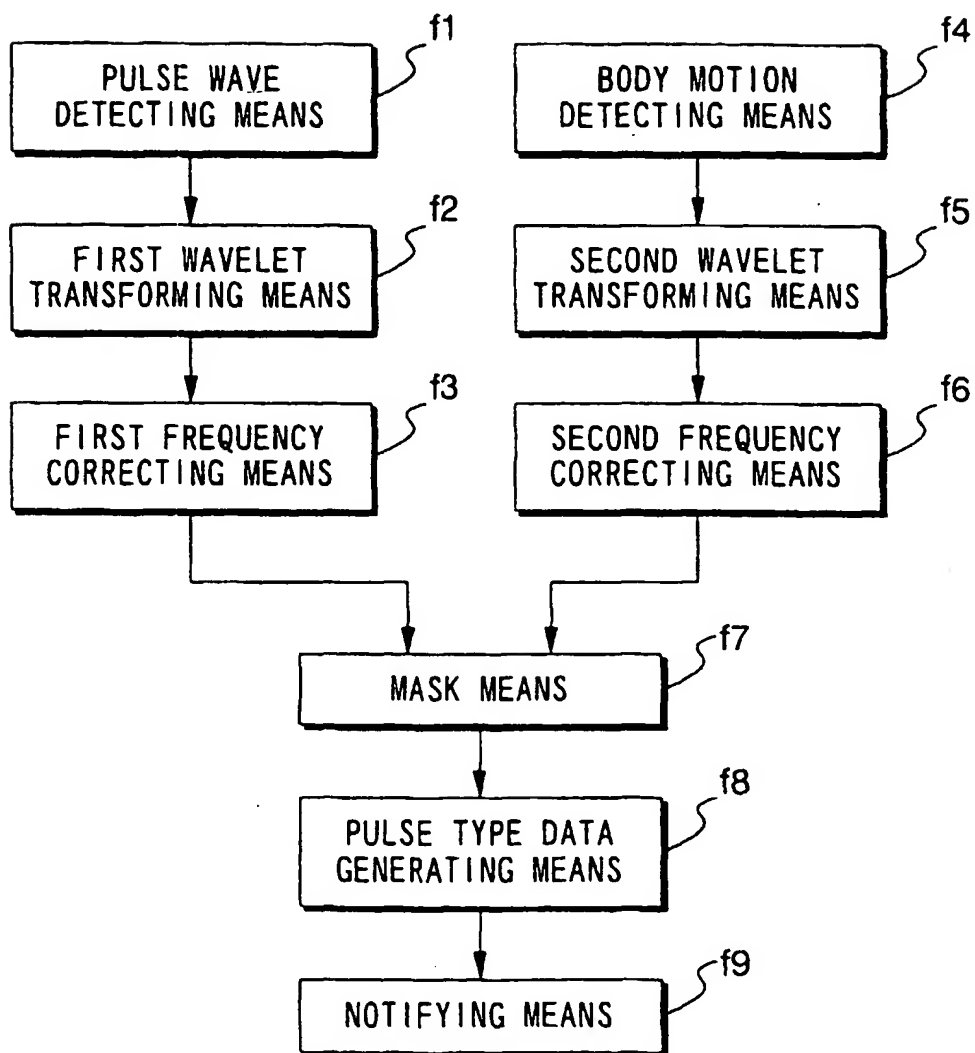 f1
PULSE WAVE
DETECTING MEANS
f4
BODY MOTION
DETECTING MEANS
f2
FIRST WAVELET
TRANSFORMING MEANS
f5
SECOND WAVELET
TRANSFORMING MEANS
f3
FIRST FREQUENCY
CORRECTING MEANS
f6
SECOND FREQUENCY
CORRECTING MEANS
f7
MASK MEANS
f8
PULSE TYPE DATA
GENERATING MEANS
f9
NOTIFYING MEANS